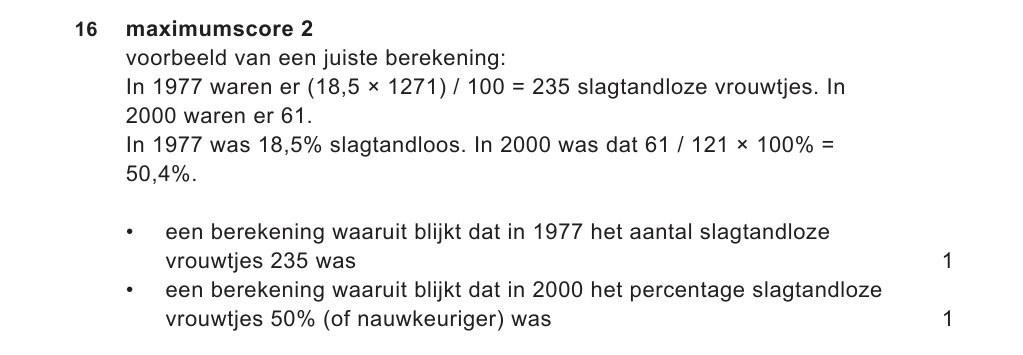 16 maximumscore 2
voorbeeld van een juiste berekening:
In 1977 waren er (18,5 × 1271) / 100 = 235 slagtandloze vrouwtjes. In
2000 waren er 61.
In 1977 was 18,5% slagtandloos. In 2000 was dat 61 / 121 × 100% =
50,4%.
• een berekening waaruit blijkt dat in 1977 het aantal slagtandloze
vrouwtjes 235 was 1
• een berekening waaruit blijkt dat in 2000 het percentage slagtandloze
vrouwtjes 50% (of nauwkeuriger) was 1